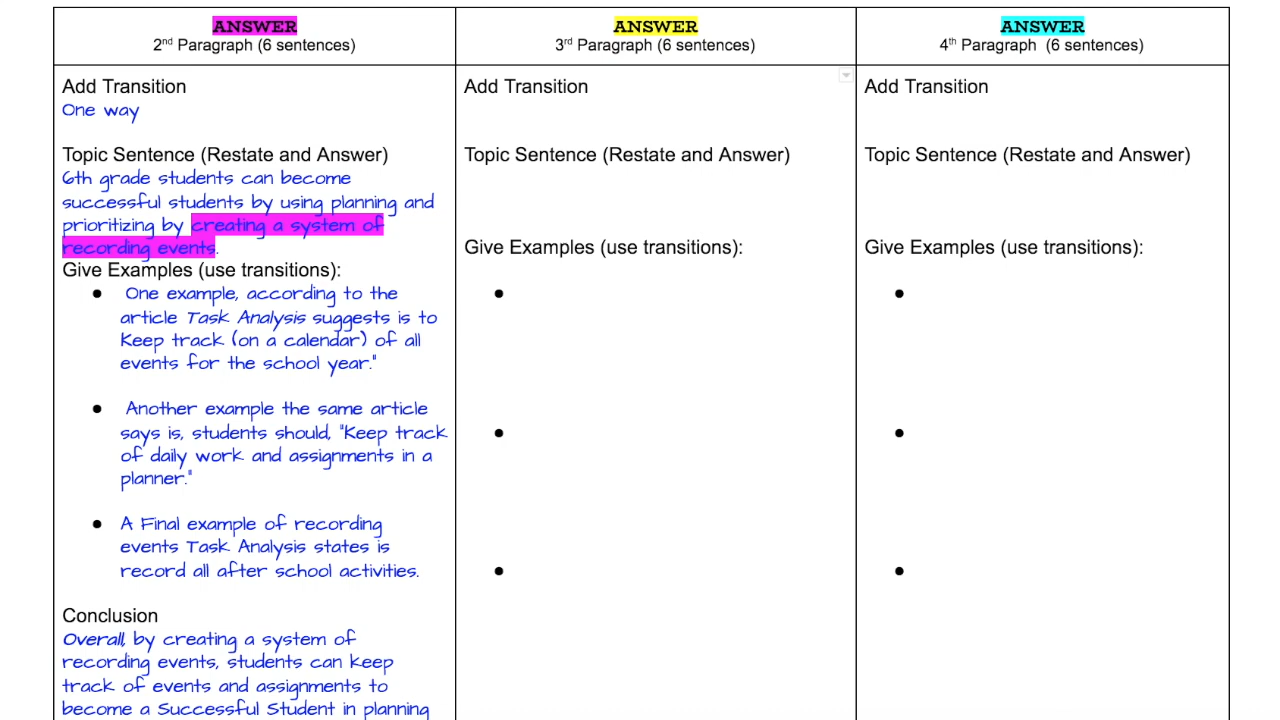 ANSWER
2nd Paragraph (6 sentences)
Add Transition
One way
Topic Sentence (Restate and Answer)
6th grade students can become
successful students by using planning and
prioritizing by creating a system of
recording events.
Give Examples (use transitions):
● One example, according to the
article Task Analysis suggests is to
Keep track (on a calendar) of all
events for the school year."
● Another example the same article
says is, students should, "Keep track
of daily work and assignments in a
planner."
● A Final example of recording
events Task Analysis states is
record all after school activities.
Conclusion
Overall, by creating a system of
recording events, students can keep
track of events and assignments to
become a Successful Student in planning
ANSWER
3rd Paragraph (6 sentences)
Add Transition
Topic Sentence (Restate and Answer)
Give Examples (use transitions):
●
●
●
ANSWER
4th Paragraph (6 sentences)
Add Transition
Topic Sentence (Restate and Answer)
Give Examples (use transitions):
●
●
●